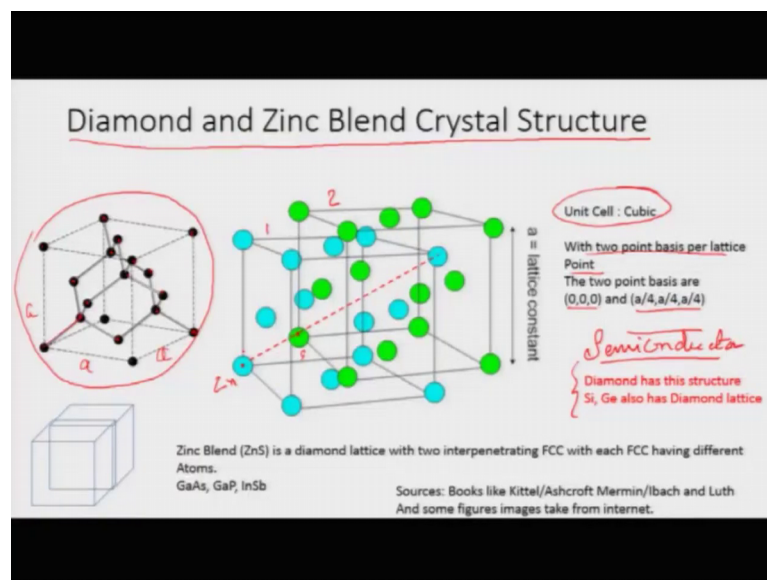 Diamond and Zinc Blend Crystal Structure
a
a
a
1
2
Zn
s
a = lattice constant
Unit Cell : Cubic
With two point basis per lattice
Point
The two point basis are
(0,0,0) and (a/4,a/4,a/4)
Semiconductor
Diamond has this structure
Si, Ge also has Diamond lattice
Zinc Blend (ZnS) is a diamond lattice with two interpenetrating FCC with each FCC having different
Atoms.
GaAs, GaP, InSb
Sources: Books like Kittel/Ashcroft Mermin/Ibach and Luth
And some figures images take from internet.